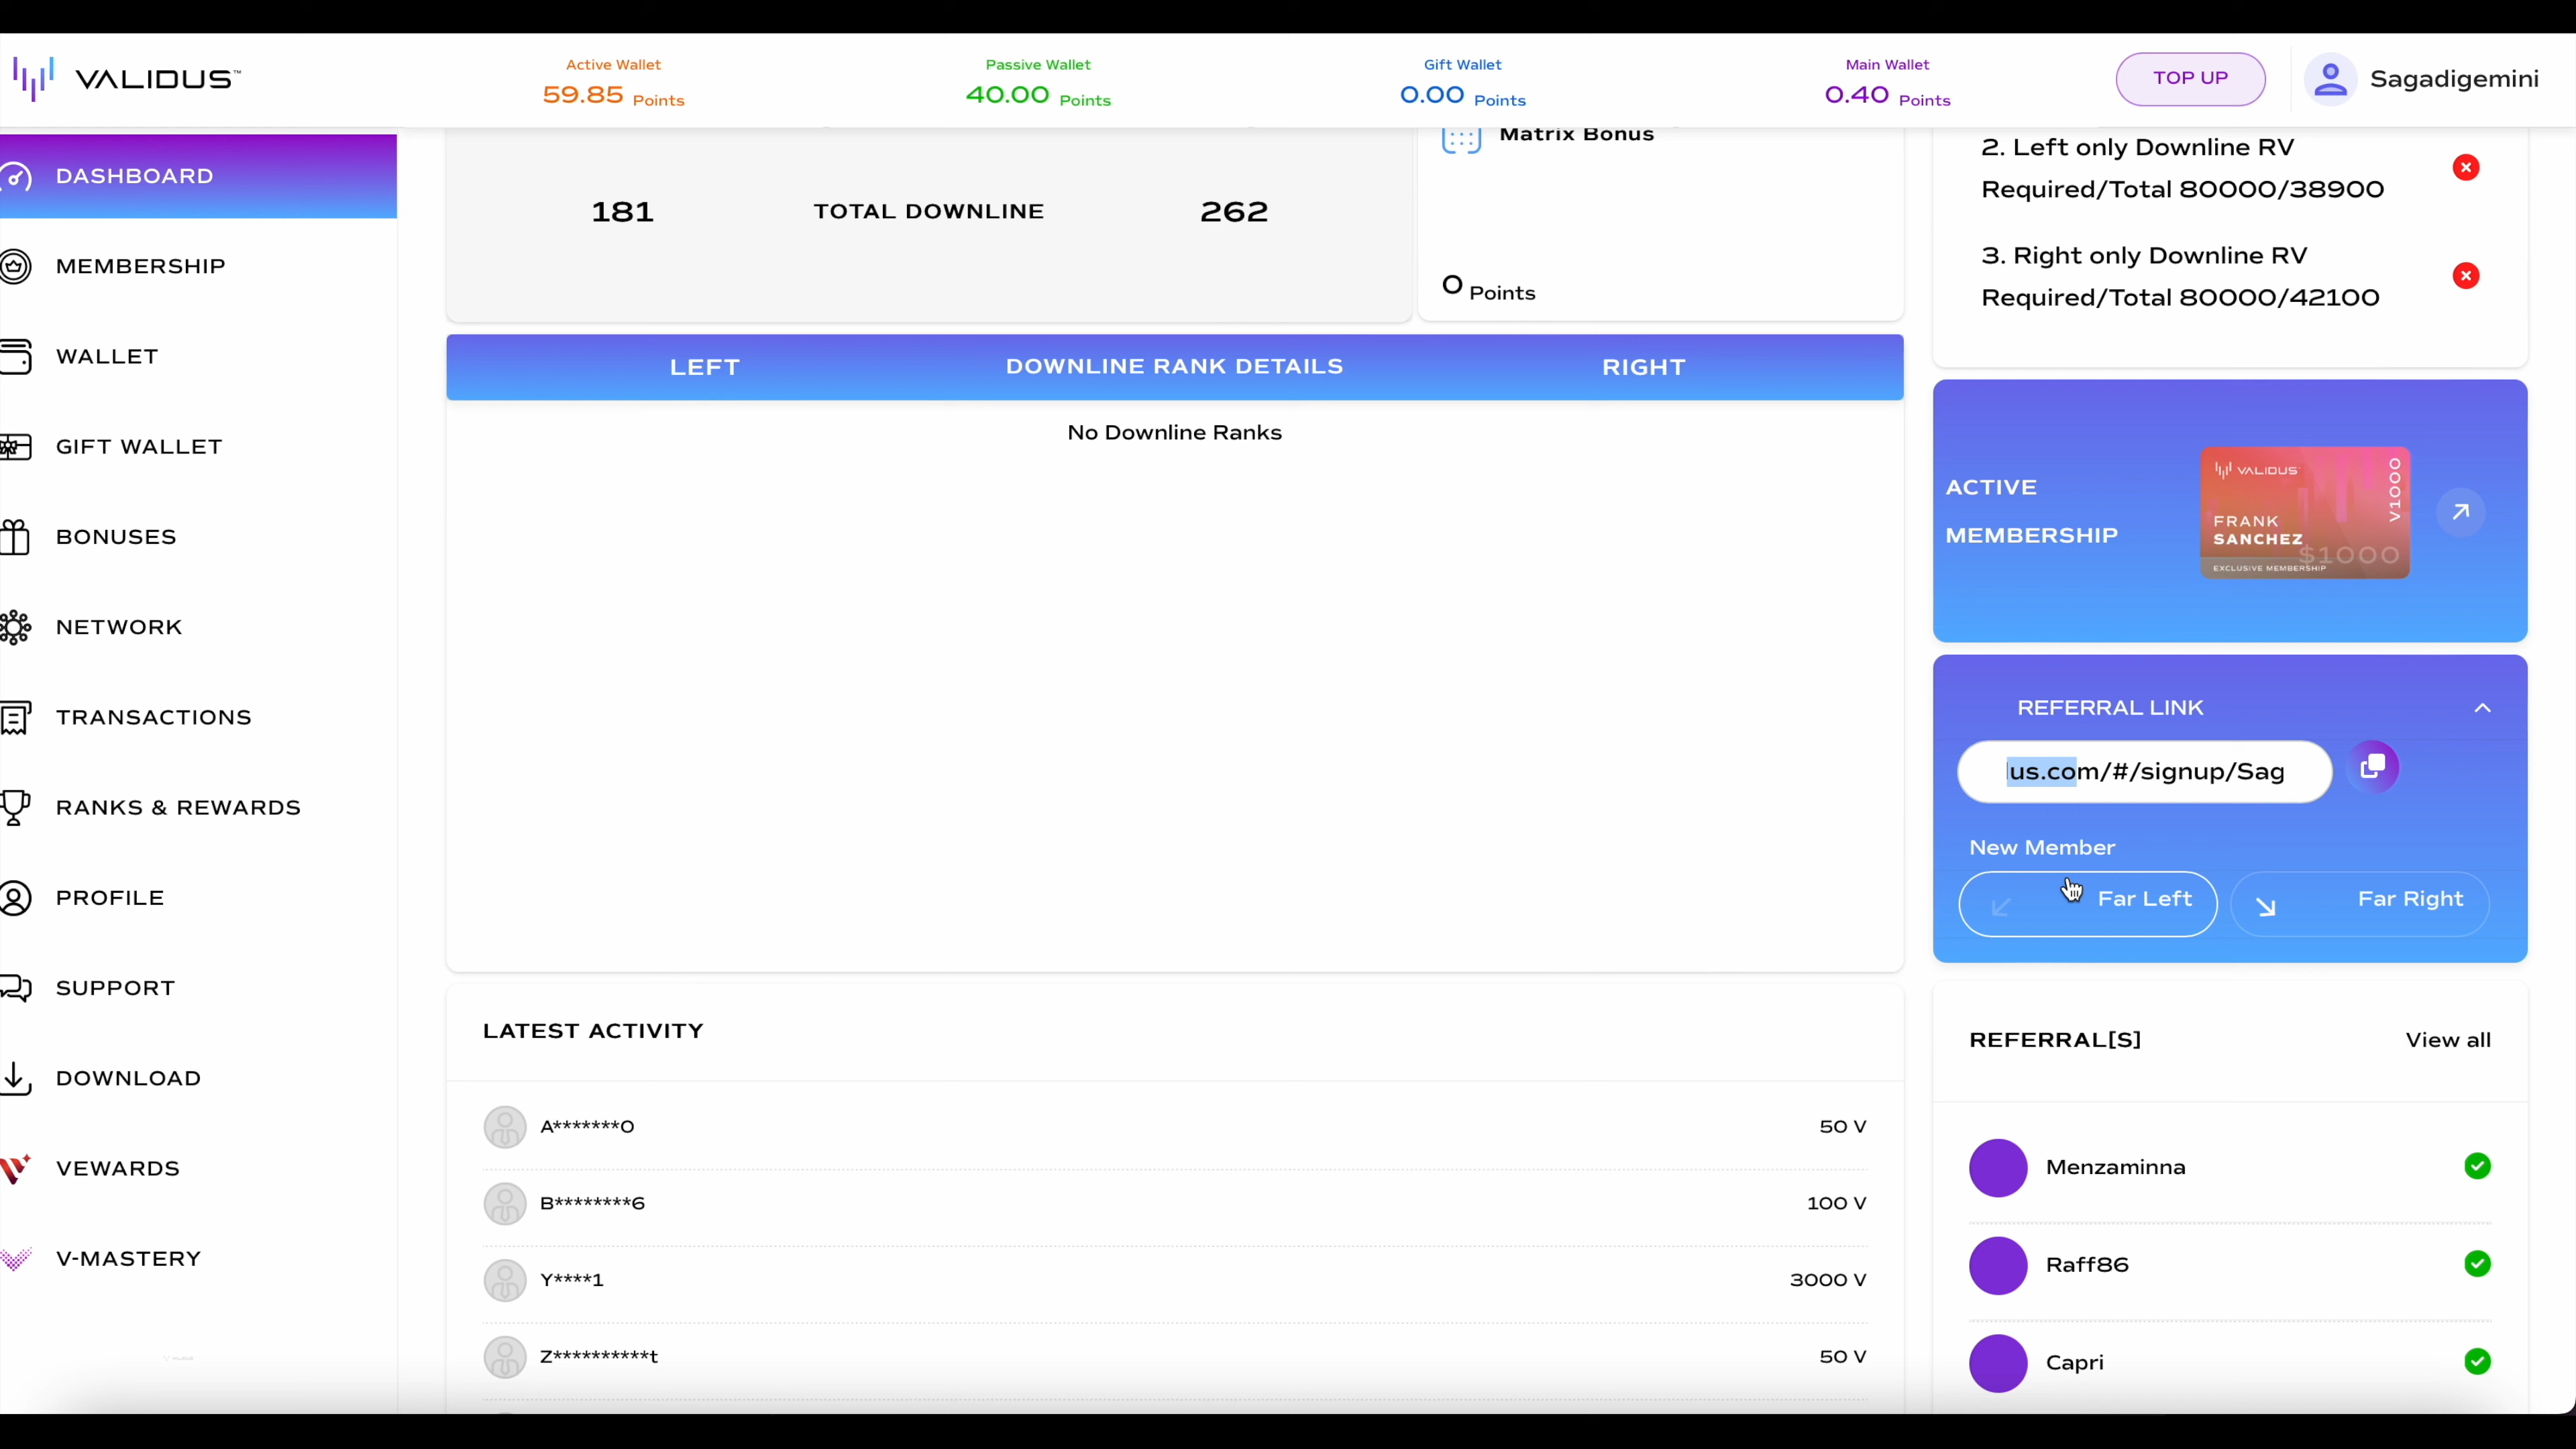 VALIDUS™
Active Wallet
59.85 Points
Passive Wallet
40.00 Points
Gift Wallet
0.00 Points
Main Wallet
0.40 Points
TOP UP
Sagadigemini
DASHBOARD
MEMBERSHIP
WALLET
GIFT WALLET
BONUSES
NETWORK
TRANSACTIONS
RANKS & REWARDS
PROFILE
SUPPORT
DOWNLOAD
VEWARDS
V-MASTERY
181 TOTAL DOWNLINE 262
Matrix Bonus
0 Points
LEFT DOWNLINE RANK DETAILS RIGHT
No Downline Ranks
LATEST ACTIVITY
A*******O 50 V
B********6 100 V
Y****1 3000 V
Z**********t 50 V
2. Left only Downline RV
Required/Total 80000/38900
3. Right only Downline RV
Required/Total 80000/42100
ACTIVE
MEMBERSHIP
VALIDUS
V1000
FRANK
SANCHEZ
$1000
EXCLUSIVE MEMBERSHIP
REFERRAL LINK
lus.com/#/signup/Sag
New Member
Far Left
Far Right
REFERRAL[S] View all
Menzaminna
Raff86
Capri